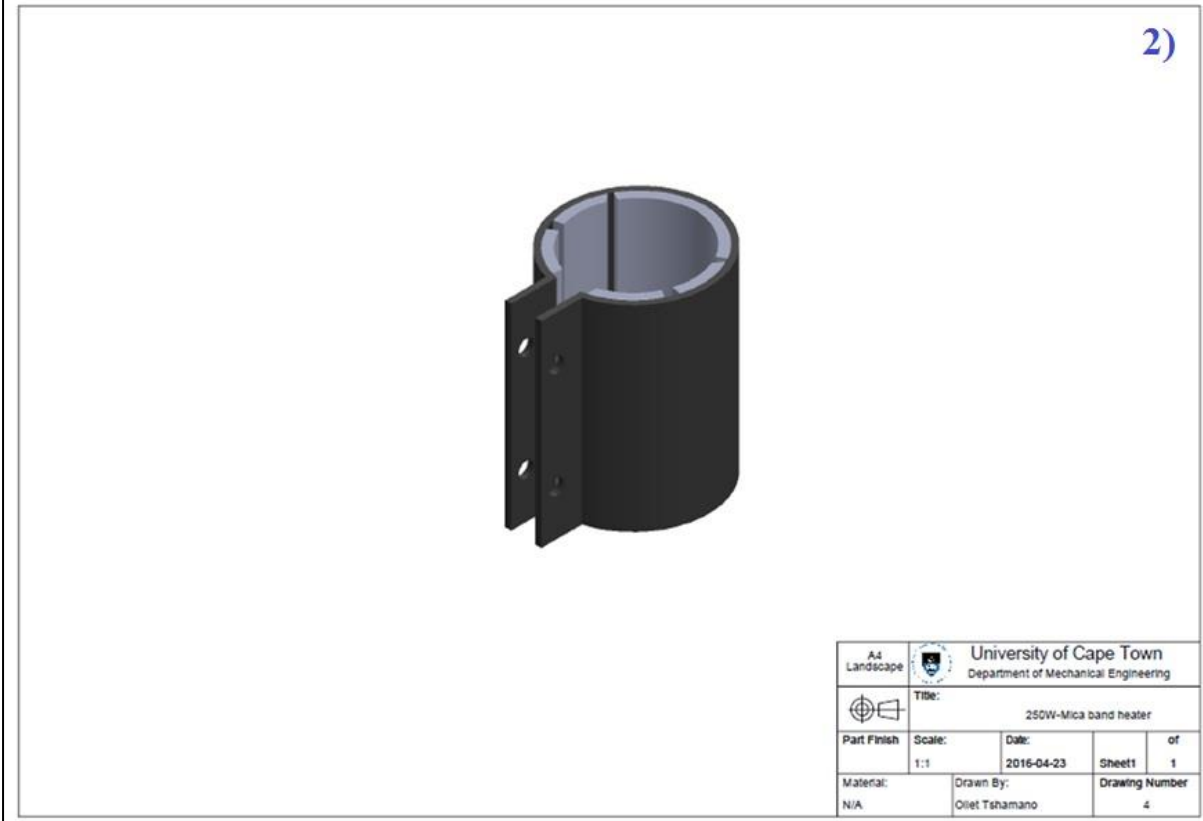 2)
A4
Landscape
University of Cape Town
Department of Mechanical Engineering
Title:
250W-Mica band heater
Part Finish
Scale:
1:1
Date:
2016-04-23
Sheet1
of
1
Material:
N/A
Drawn By:
Ollet Tshamano
Drawing Number
4